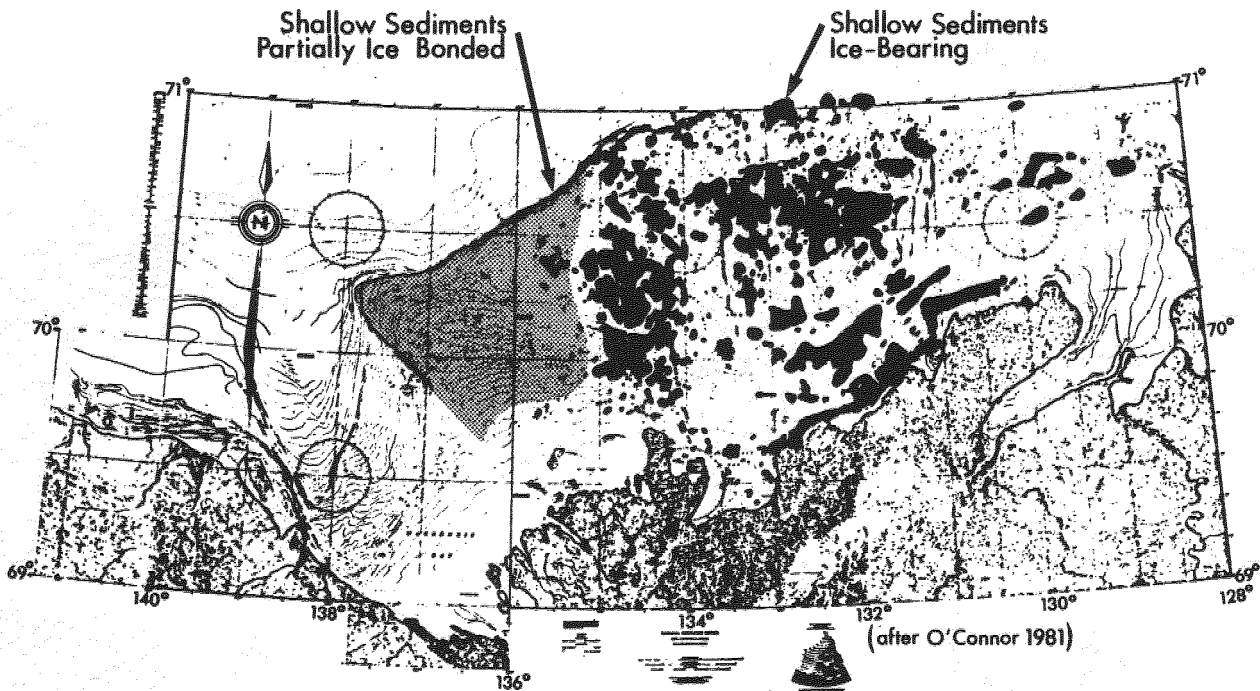 Shallow Sediments
Partially Ice Bonded
Shallow Sediments
Ice-Bearing
71°
71°
N
70°
70°
69°
140°
138°
136°
134°
132°
130°
128°
69°
(after O'Connor 1981)